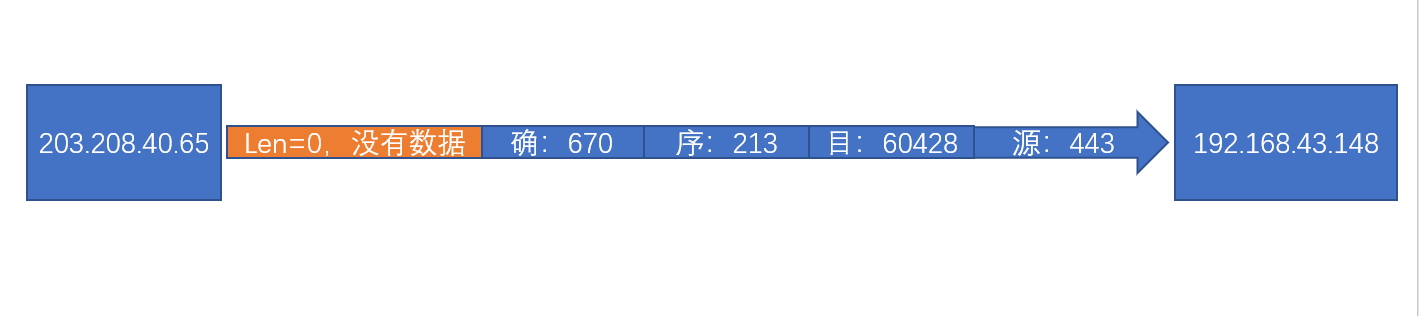 203.208.40.65
Len=0, 没有数据
确：670
序：213
目：60428
源：443
192.168.43.148